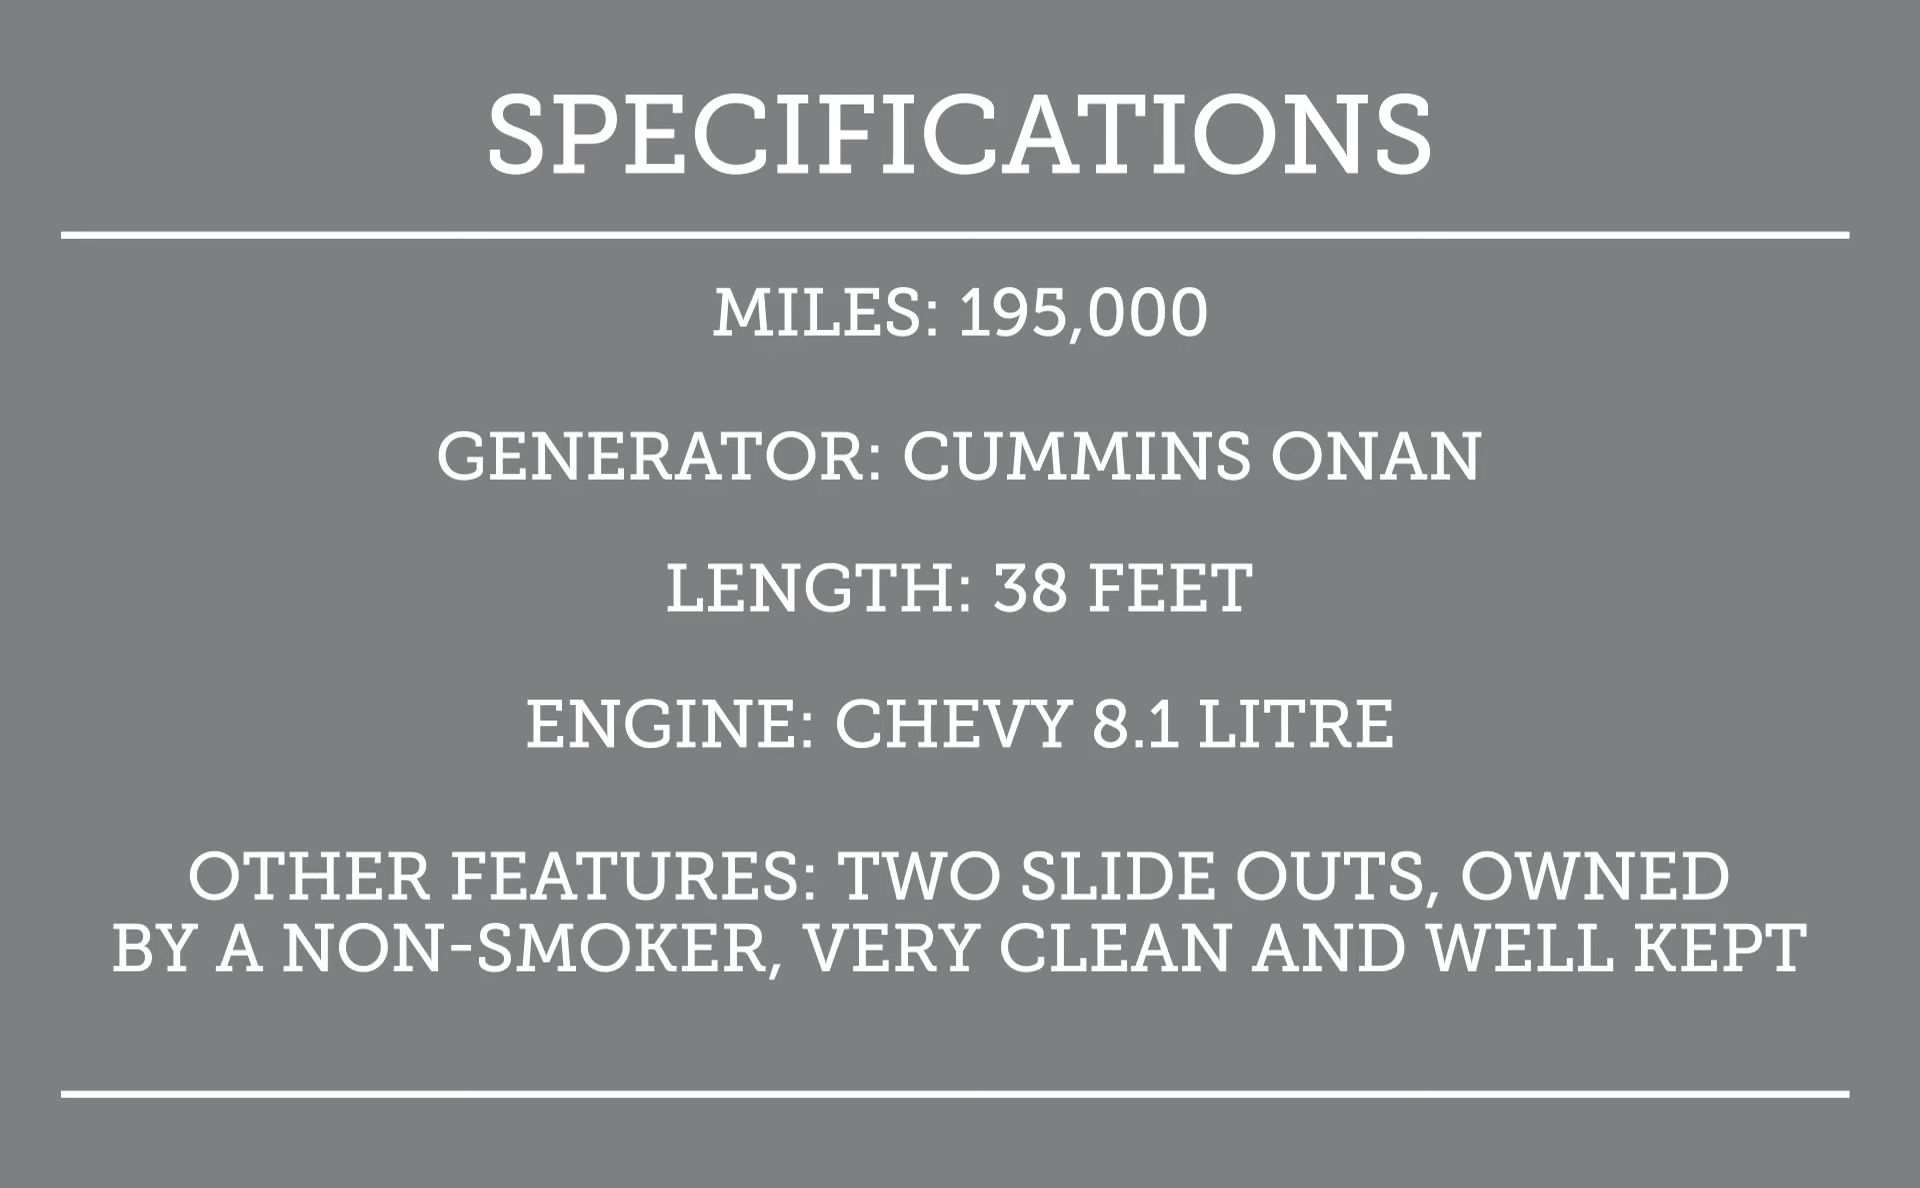 SPECIFICATIONS
MILES: 195,000
GENERATOR: CUMMINS ONAN
LENGTH: 38 FEET
ENGINE: CHEVY 8.1 LITRE
OTHER FEATURES: TWO SLIDE OUTS, OWNED
BY A NON-SMOKER, VERY CLEAN AND WELL KEPT